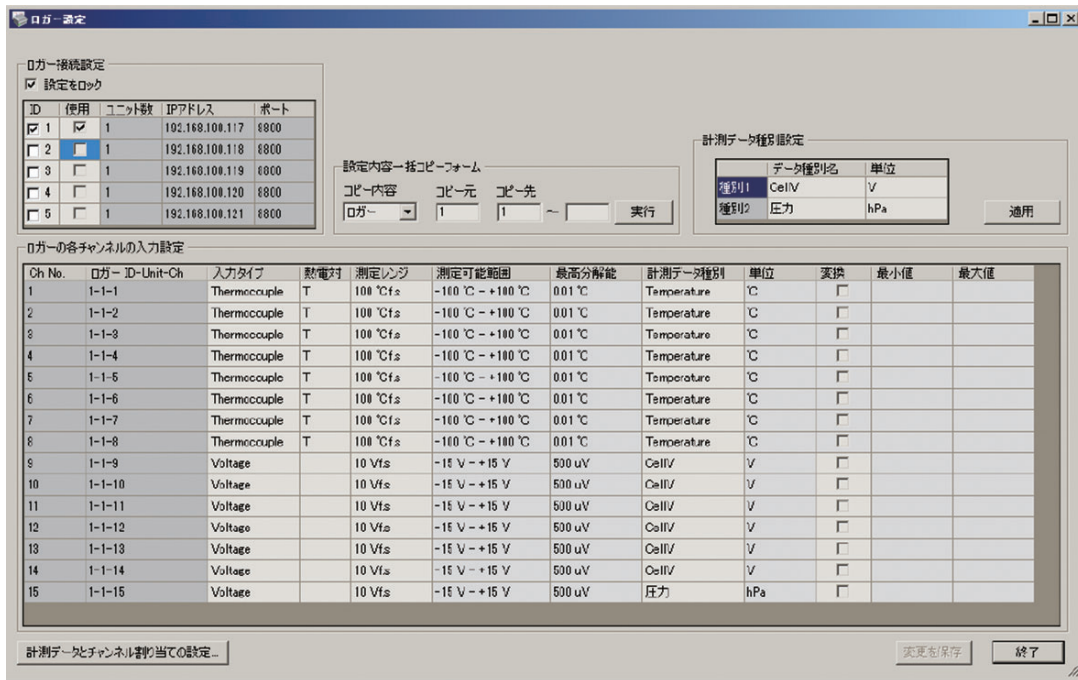 ロガー設定
ロガー接続設定
設定をロック
ID 使用 ユニット数 IPアドレス ポート
1 1 192.168.100.117 8800
2 1 192.168.100.118 8800
3 1 192.168.100.119 8800
4 1 192.168.100.120 8800
5 1 192.168.100.121 8800
設定内容一括コピーフォーム
コピー内容 コピー元 コピー先
ロガー 1 1 ～ 実行
計測データ種別設定
データ種別名 単位
種別1 CellV V
種別2 圧力 hPa
適用
ロガーの各チャンネルの入力設定
Ch No. ロガー ID-Unit-Ch 入力タイプ 熱電対 測定レンジ 測定可能範囲 最高分解能 計測データ種別 単位 変換 最小値 最大値
1 1-1-1 Thermocouple T 100 ℃f.s -100 ℃ - +100 ℃ 0.01 ℃ Temperature ℃
2 1-1-2 Thermocouple T 100 ℃f.s -100 ℃ - +100 ℃ 0.01 ℃ Temperature ℃
3 1-1-3 Thermocouple T 100 ℃f.s -100 ℃ - +100 ℃ 0.01 ℃ Temperature ℃
4 1-1-4 Thermocouple T 100 ℃f.s -100 ℃ - +100 ℃ 0.01 ℃ Temperature ℃
5 1-1-5 Thermocouple T 100 ℃f.s -100 ℃ - +100 ℃ 0.01 ℃ Temperature ℃
6 1-1-6 Thermocouple T 100 ℃f.s -100 ℃ - +100 ℃ 0.01 ℃ Temperature ℃
7 1-1-7 Thermocouple T 100 ℃f.s -100 ℃ - +100 ℃ 0.01 ℃ Temperature ℃
8 1-1-8 Thermocouple T 100 ℃f.s -100 ℃ - +100 ℃ 0.01 ℃ Temperature ℃
9 1-1-9 Voltage 10 Vf.s -15 V - +15 V 500 uV CellV V
10 1-1-10 Voltage 10 Vf.s -15 V - +15 V 500 uV CellV V
11 1-1-11 Voltage 10 Vf.s -15 V - +15 V 500 uV CellV V
12 1-1-12 Voltage 10 Vf.s -15 V - +15 V 500 uV CellV V
13 1-1-13 Voltage 10 Vf.s -15 V - +15 V 500 uV CellV V
14 1-1-14 Voltage 10 Vf.s -15 V - +15 V 500 uV CellV V
15 1-1-15 Voltage 10 Vf.s -15 V - +15 V 500 uV 圧力 hPa
計測データとチャンネル割り当ての設定... 変更を保存 終了